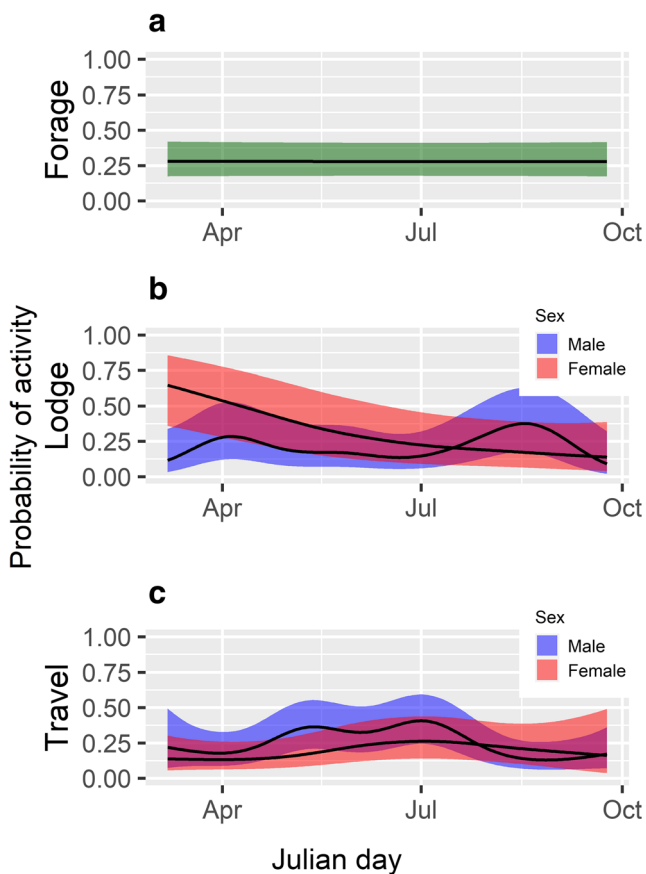 a
Forage
1.00
0.75
0.50
0.25
0.00
Apr Jul Oct
Probability of activity
b
Lodge
1.00
0.75
0.50
0.25
0.00
Sex
Male
Female
Apr Jul Oct
c
Travel
1.00
0.75
0.50
0.25
0.00
Sex
Male
Female
Apr Jul Oct
Julian day